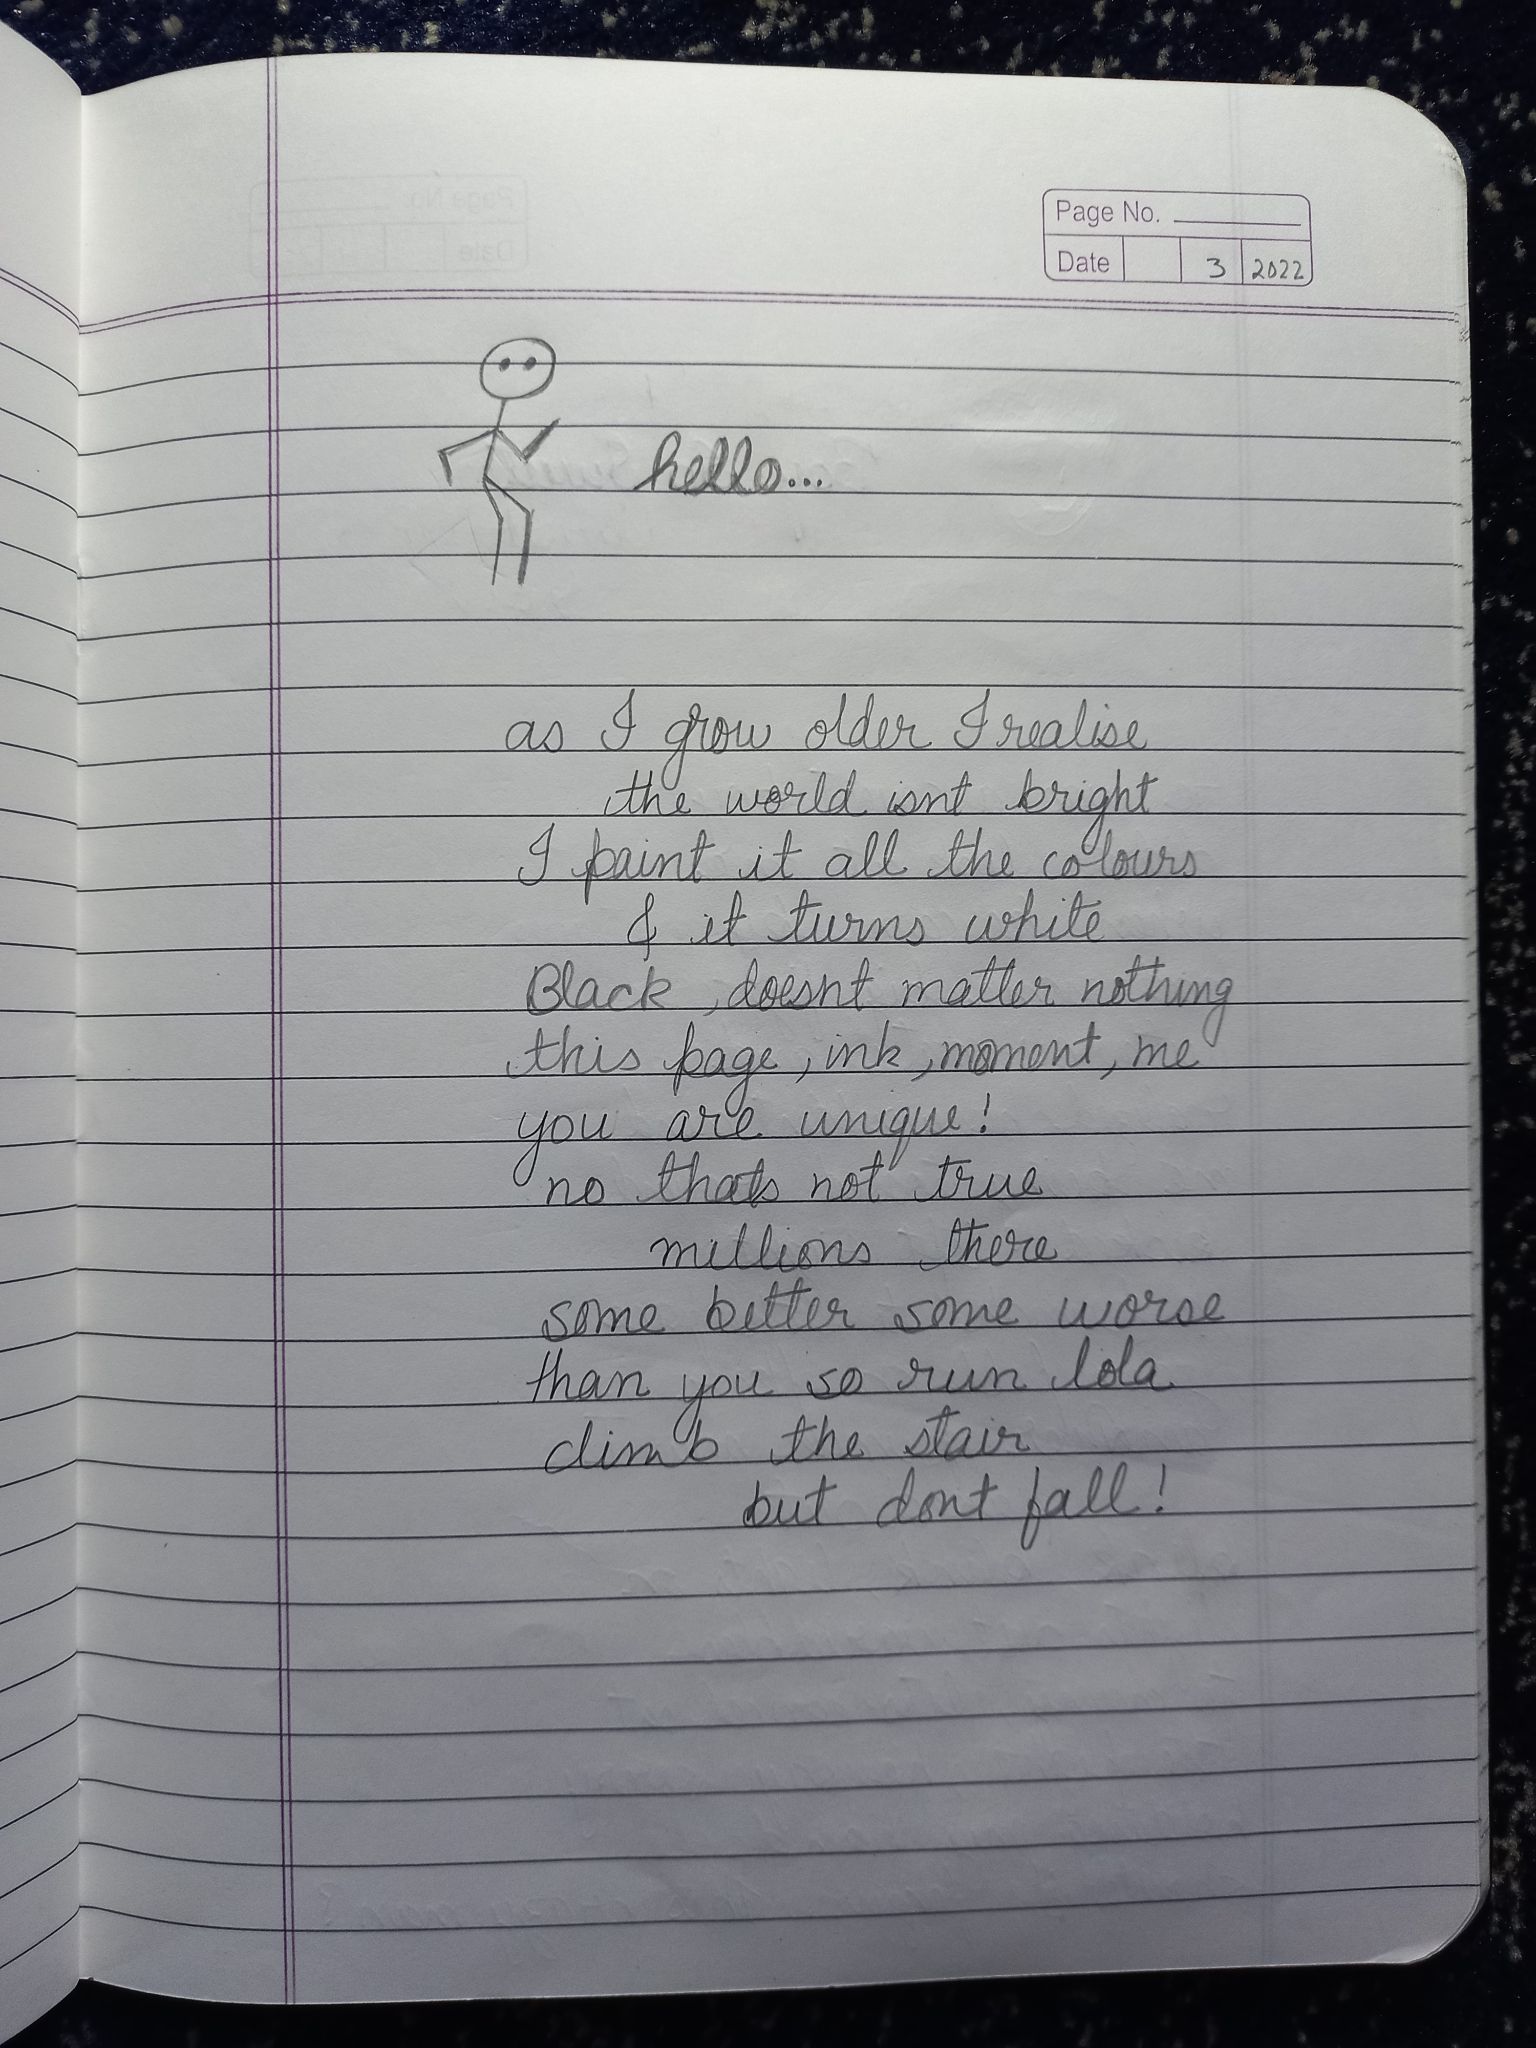 Page No.
Date 3 2022
hello...
as I grow older I realise
the world isnt bright
I paint it all the colours
& it turns white
Black, doesnt matter nothing
this page, ink, moment, me
you are unique!
no thats not true
millions there
some better some worse
than you so run lola
climb the stair
but dont fall!